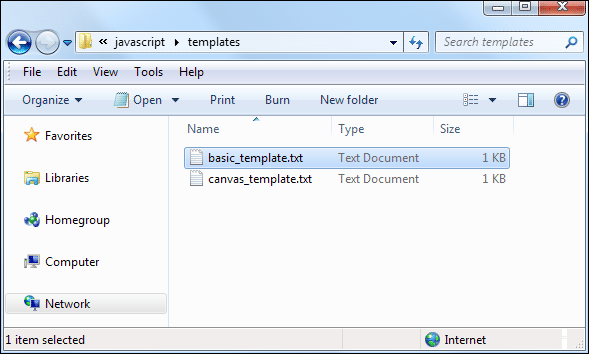 « javascript ▸ templates Search templates
File Edit View Tools Help
Organize Open Print Burn New folder
Name Type Size
Favorites
basic_template.txt Text Document 1 KB
canvas_template.txt Text Document 1 KB
Libraries
Homegroup
Computer
Network
1 item selected Internet